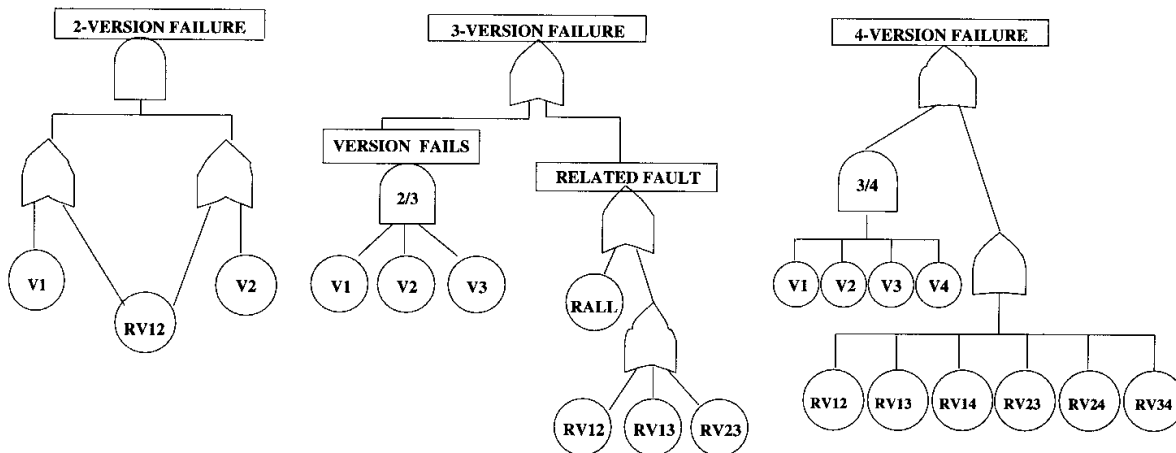 2-VERSION FAILURE
V1
RV12
V2
3-VERSION FAILURE
VERSION FAILS
2/3
V1
V2
V3
RELATED FAULT
RALL
RV12
RV13
RV23
4-VERSION FAILURE
3/4
V1
V2
V3
V4
RV12
RV13
RV14
RV23
RV24
RV34